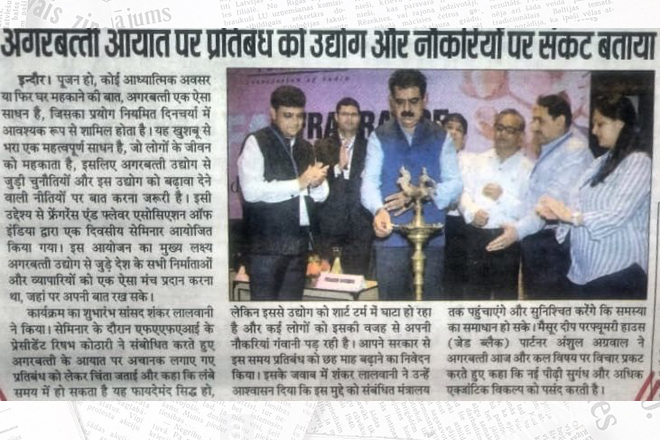 अगरबत्ती आयात पर प्रतिबंध को उद्योग और नौकरियों पर संकट बताया
इन्दौर। पूजन हो, कोई आध्यात्मिक अवसर
या फिर घर महकाने की बात, अगरबत्ती एक ऐसा
साधन है, जिसका प्रयोग नियमित दिनचर्या में
आवश्यक रूप से शामिल होता है। यह खुशबू से
भरा एक महत्वपूर्ण साधन है, जो लोगों के जीवन
को महकाता है, इसलिए अगरबत्ती उद्योग से
जुड़ी चुनौतियों और इस उद्योग को बढ़ावा देने
वाली नीतियों पर बात करना जरूरी है। इसी
उद्देश्य से फ्रेगरेंस एंड फ्लेवर एसोसिएशन ऑफ
इंडिया द्वारा एक दिवसीय सेमिनार आयोजित
किया गया। इस आयोजन का मुख्य लक्ष्य
अगरबत्ती उद्योग से जुड़े देश के सभी निर्माताओं
और व्यापारियों को एक ऐसा मंच प्रदान करना
था, जहां पर अपनी बात रख सके।
कार्यक्रम का शुभारंभ सांसद शंकर लालवानी
ने किया। सेमिनार के दौरान एफएएफएआई के
प्रेसीडेंट रिषभ कोठारी ने संबोधित करते हुए
अगरबत्ती के आयात पर अचानक लगाए गए
प्रतिबंध को लेकर चिंता जताई और कहा कि लंबे
समय में हो सकता है यह फायदेमंद सिद्ध हो,
लेकिन इससे उद्योग को शार्ट टर्म में घाटा हो रहा
है और कई लोगों को इसकी वजह से अपनी
नौकरियां गंवानी पड़ रही है। आपने सरकार से
इस समय प्रतिबंध को छह माह बढ़ाने का निवेदन
किया। इसके जवाब में शंकर लालवानी ने उन्हें
आश्वासन दिया कि इस मुद्दे को संबंधित मंत्रालय
तक पहुंचाएंगे और सुनिश्चित करेंगे कि समस्या
का समाधान हो सके। मैसूर दीप परफ्यूमरी हाउस
(जेड ब्लैक) पार्टनर अंशुल अग्रवाल ने
अगरबत्ती आज और कल विषय पर विचार प्रकट
करते हुए कहा कि नई पीढ़ी सुगंध और अधिक
एक्जॉटिक विकल्प को पसंद करती है।